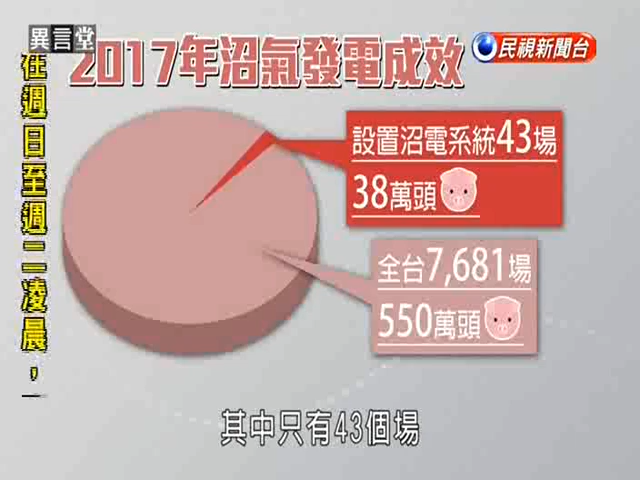 異言堂
民視新聞台
2017年沼氣發電成效
往週日至週二凌晨，
設置沼電系統43場
38萬頭
全台7,681場
550萬頭
其中只有43個場